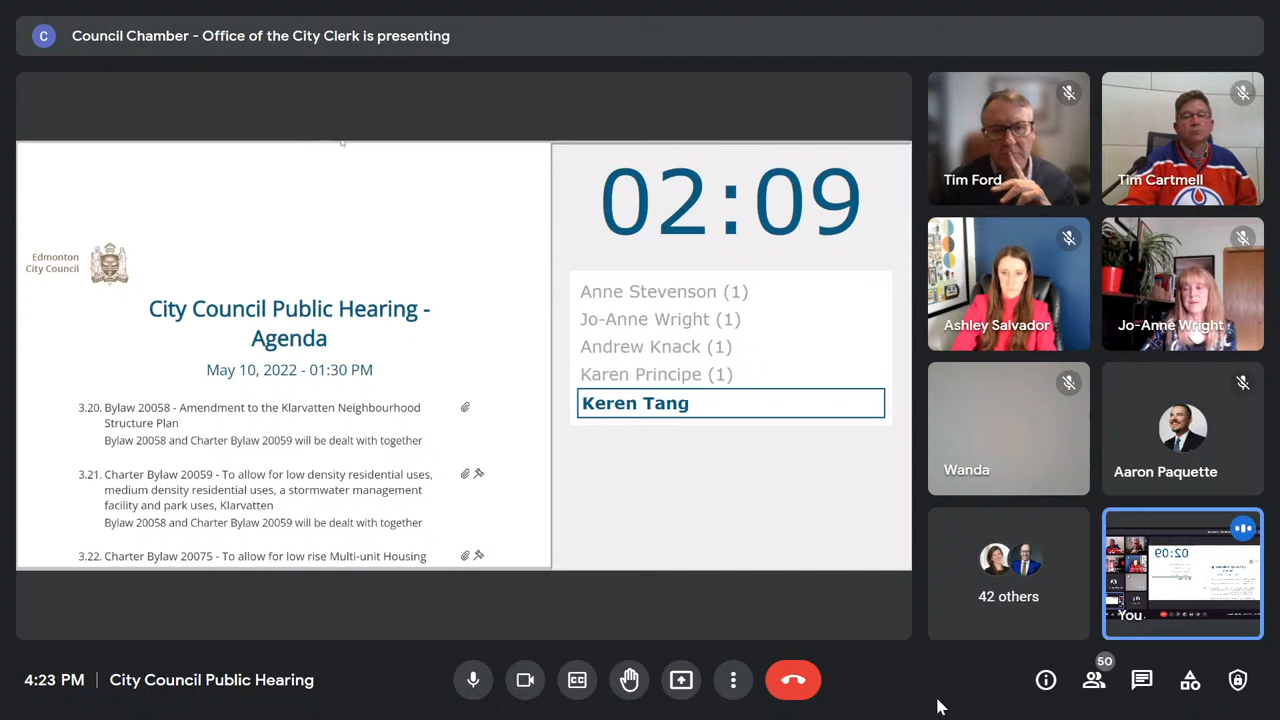 C Council Chamber - Office of the City Clerk is presenting
Edmonton
City Council
City Council Public Hearing -
Agenda
May 10, 2022 - 01:30 PM
3.20. Bylaw 20058 - Amendment to the Klarvatten Neighbourhood
Structure Plan
Bylaw 20058 and Charter Bylaw 20059 will be dealt with together
3.21. Charter Bylaw 20059 - To allow for low density residential uses,
medium density residential uses, a stormwater management
facility and park uses, Klarvatten
Bylaw 20058 and Charter Bylaw 20059 will be dealt with together
3.22. Charter Bylaw 20075 - To allow for low rise Multi-unit Housing
02:09
Anne Stevenson (1)
Jo-Anne Wright (1)
Andrew Knack (1)
Karen Principe (1)
Keren Tang
Tim Ford
Tim Cartmell
Ashley Salvador
Jo-Anne Wright
Wanda
Aaron Paquette
42 others
02:09
You
4:23 PM | City Council Public Hearing
CC
50